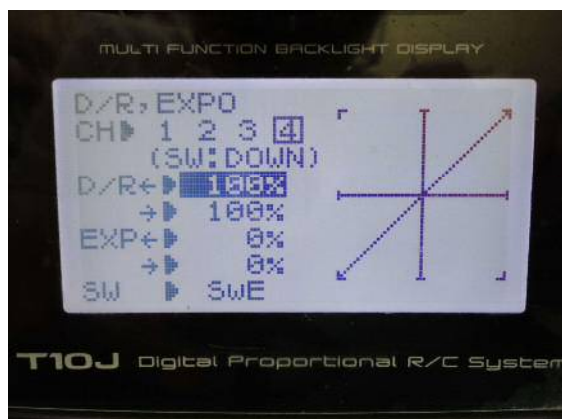 MULTI FUNCTION BACKLIGHT DISPLAY
D/R, EXPO
CH▶ 1 2 3 4
(SW:DOWN)
D/R←▶ 100%
→▶ 100%
EXP←▶ 0%
→▶ 0%
SW ▶ SwE
T10J Digital Proportional R/C System